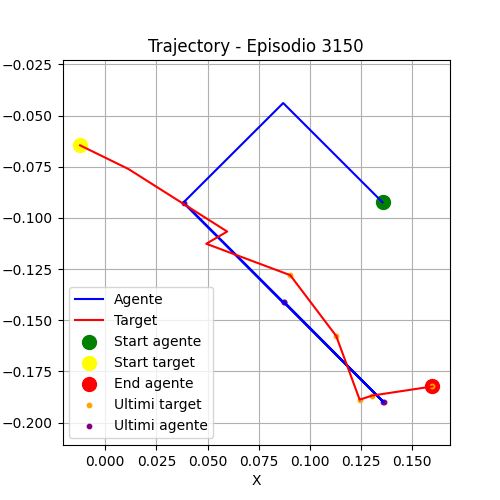 Trajectory - Episodio 3150
−0.025
−0.050
−0.075
−0.100
−0.125
−0.150
−0.175
−0.200
Agente
Target
Start agente
Start target
End agente
Ultimi target
Ultimi agente
0.000 0.025 0.050 0.075 0.100 0.125 0.150
X